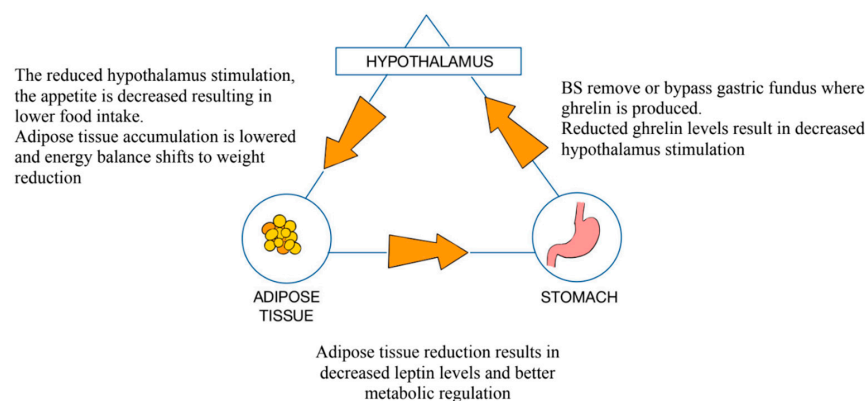 HYPOTHALAMUS
The reduced hypothalamus stimulation,
the appetite is decreased resulting in
lower food intake.
Adipose tissue accumulation is lowered
and energy balance shifts to weight
reduction
BS remove or bypass gastric fundus where
ghrelin is produced.
Reducted ghrelin levels result in decreased
hypothalamus stimulation
ADIPOSE
TISSUE
STOMACH
Adipose tissue reduction results in
decreased leptin levels and better
metabolic regulation